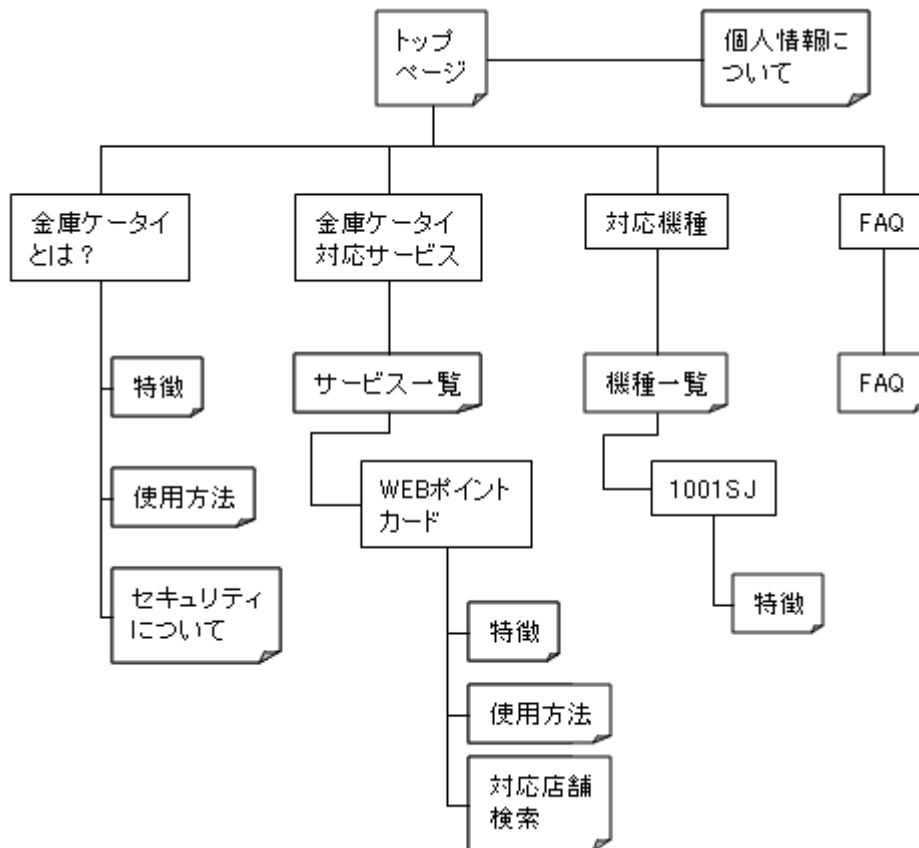 トップ
ページ
個人情報に
ついて
金庫ケータイ
とは？
金庫ケータイ
対応サービス
対応機種
FAQ
特徴
サービス一覧
機種一覧
FAQ
使用方法
WEBポイント
カード
1001SJ
セキュリティ
について
特徴
特徴
使用方法
対応店舗
検索